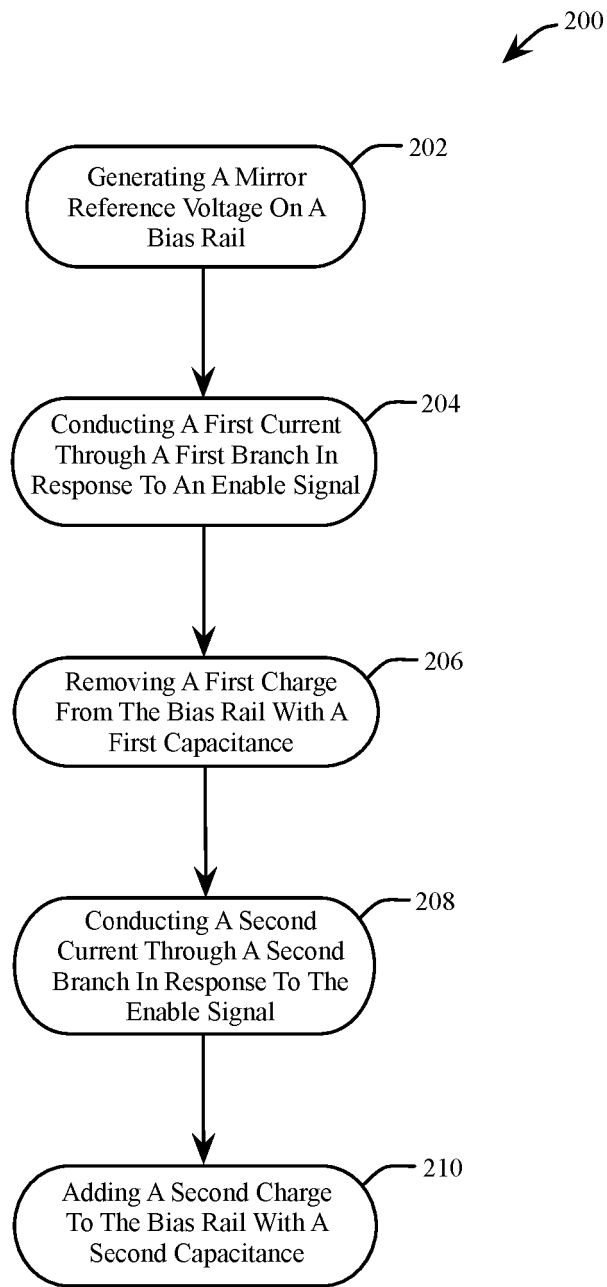 200
202
Generating A Mirror
Reference Voltage On A
Bias Rail
204
Conducting A First Current
Through A First Branch In
Response To An Enable Signal
206
Removing A First Charge
From The Bias Rail With A
First Capacitance
208
Conducting A Second
Current Through A Second
Branch In Response To The
Enable Signal
210
Adding A Second Charge
To The Bias Rail With A
Second Capacitance